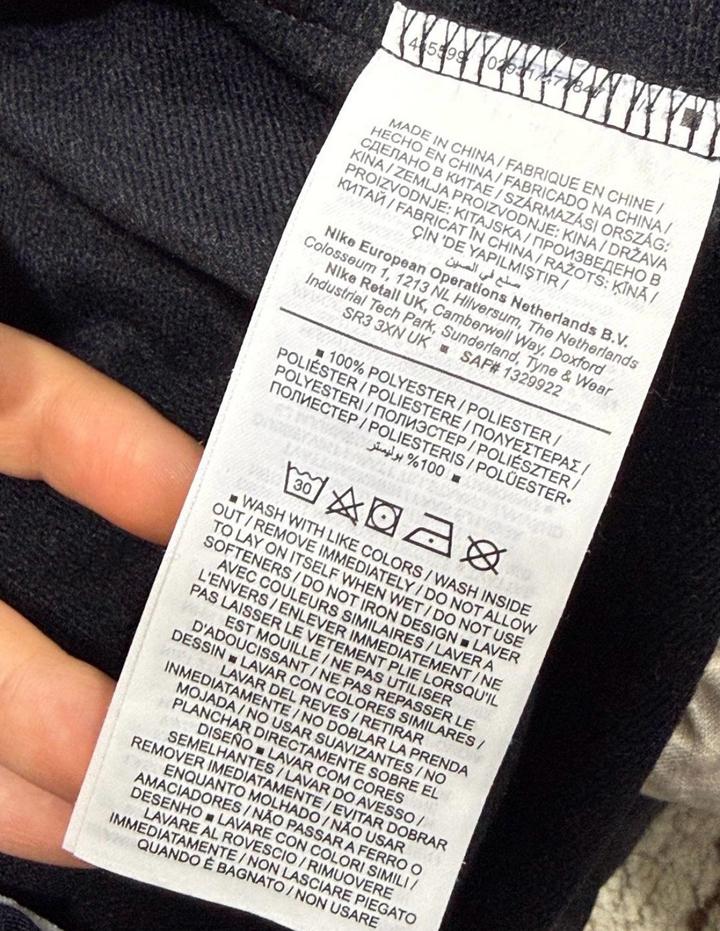 MADE IN CHINA / FABRIQUE EN CHINE /
HECHO EN CHINA / FABRICADO NA CHINA /
СДЕЛАНО В КИТАЕ / SZÁRMAZÁSI ORSZÁG:
KÍNA / ZEMLJA PROIZVODNJE: KINA / DRŽAVA
PROIZVODNJE: KITAJSKA / ПРОИЗВЕДЕНО В
КИТАЙ / FABRICAT ÎN CHINA / RAŽOTS: ĶĪNĀ /
ÇİN 'DE YAPILMIŞTIR /
صنع في الصين
Nike European Operations Netherlands B.V.
Colosseum 1, 1213 NL Hilversum, The Netherlands
Nike Retail UK, Camberwell Way, Doxford
Industrial Tech Park, Sunderland, Tyne & Wear
SR3 3XN UK ■ SAF# 1329922
■ 100% POLYESTER / POLIESTER /
POLIÉSTER / POLIESTERE / ΠΟΛΥΕΣΤΕΡΑΣ /
POLYESTERI / ПОЛИЭСТЕР / POLIÉSZTER /
ПОЛИЕСТЕР / POLIESTERIS / POLÜESTER•
100% بوليستر ■
30
■ WASH WITH LIKE COLORS / WASH INSIDE
OUT / REMOVE IMMEDIATELY / DO NOT ALLOW
TO LAY ON ITSELF WHEN WET / DO NOT USE
SOFTENERS / DO NOT IRON DESIGN ■ LAVER
AVEC COULEURS SIMILAIRES / LAVER A
L'ENVERS / ENLEVER IMMEDIATEMENT / NE
PAS LAISSER LE VETEMENT PLIE LORSQU'IL
EST MOUILLE / NE PAS UTILISER
D'ADOUCISSANT / NE PAS REPASSER LE
DESSIN ■ LAVAR CON COLORES SIMILARES /
LAVAR DEL REVES / RETIRAR
INMEDIATAMENTE / NO DOBLAR LA PRENDA
MOJADA / NO USAR SUAVIZANTES / NO
PLANCHAR DIRECTAMENTE SOBRE EL
DISEÑO ■ LAVAR COM CORES
SEMELHANTES / LAVAR DO AVESSO /
REMOVER IMEDIATAMENTE / EVITAR DOBRAR
ENQUANTO MOLHADO / NÃO USAR
AMACIADORES / NÃO PASSAR A FERRO O
DESENHO ■ LAVARE CON COLORI SIMILI /
LAVARE AL ROVESCIO / RIMUOVERE
IMMEDIATAMENTE / NON LASCIARE PIEGATO
QUANDO È BAGNATO / NON USARE